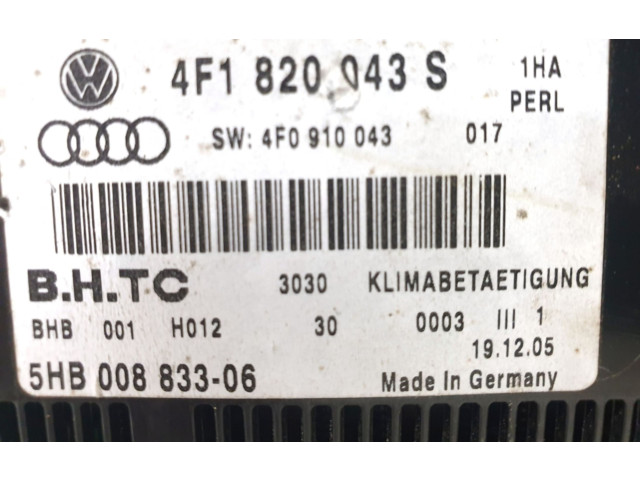 4F1 820 043 S 1HA
PERL
SW: 4F0 910 043 017
B.H.TC 3030 KLIMABETAETIGUNG
BHB 001 H012 30 0003 III 1
19.12.05
5HB 008 833-06 Made In Germany